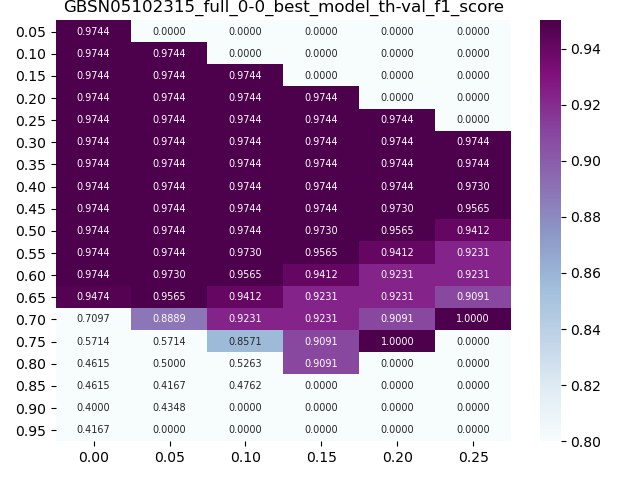 GBSN05102315_full_0-0_best_model_th-val_f1_score
0.05 0.9744 0.0000 0.0000 0.0000 0.0000 0.0000
0.10 0.9744 0.9744 0.0000 0.0000 0.0000 0.0000
0.15 0.9744 0.9744 0.9744 0.0000 0.0000 0.0000
0.20 0.9744 0.9744 0.9744 0.9744 0.0000 0.0000
0.25 0.9744 0.9744 0.9744 0.9744 0.9744 0.0000
0.30 0.9744 0.9744 0.9744 0.9744 0.9744 0.9744
0.35 0.9744 0.9744 0.9744 0.9744 0.9744 0.9744
0.40 0.9744 0.9744 0.9744 0.9744 0.9744 0.9730
0.45 0.9744 0.9744 0.9744 0.9744 0.9730 0.9565
0.50 0.9744 0.9744 0.9744 0.9730 0.9565 0.9412
0.55 0.9744 0.9744 0.9730 0.9565 0.9412 0.9231
0.60 0.9744 0.9730 0.9565 0.9412 0.9231 0.9231
0.65 0.9474 0.9565 0.9412 0.9231 0.9231 0.9091
0.70 0.7097 0.8889 0.9231 0.9231 0.9091 1.0000
0.75 0.5714 0.5714 0.8571 0.9091 1.0000 0.0000
0.80 0.4615 0.5000 0.5263 0.9091 0.0000 0.0000
0.85 0.4615 0.4167 0.4762 0.0000 0.0000 0.0000
0.90 0.4000 0.4348 0.0000 0.0000 0.0000 0.0000
0.95 0.4167 0.0000 0.0000 0.0000 0.0000 0.0000
0.00 0.05 0.10 0.15 0.20 0.25
0.94
0.92
0.90
0.88
0.86
0.84
0.82
0.80